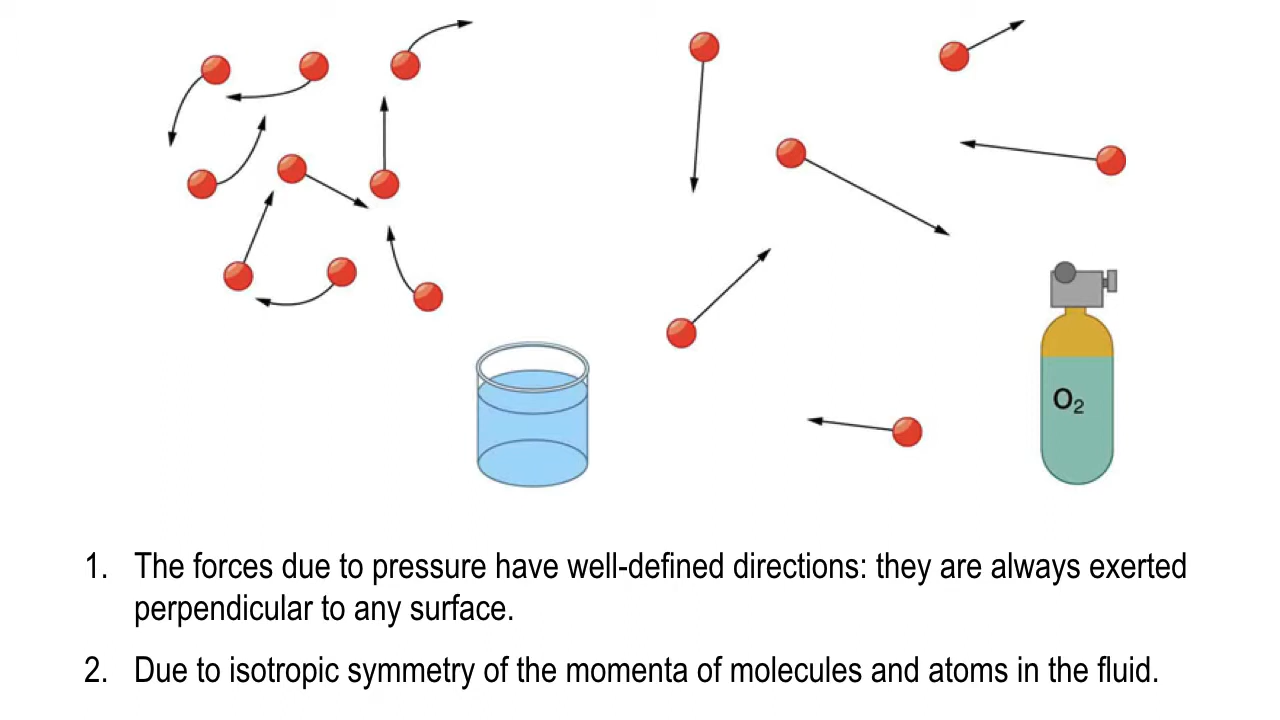 O₂
1. The forces due to pressure have well-defined directions: they are always exerted
perpendicular to any surface.
2. Due to isotropic symmetry of the momenta of molecules and atoms in the fluid.